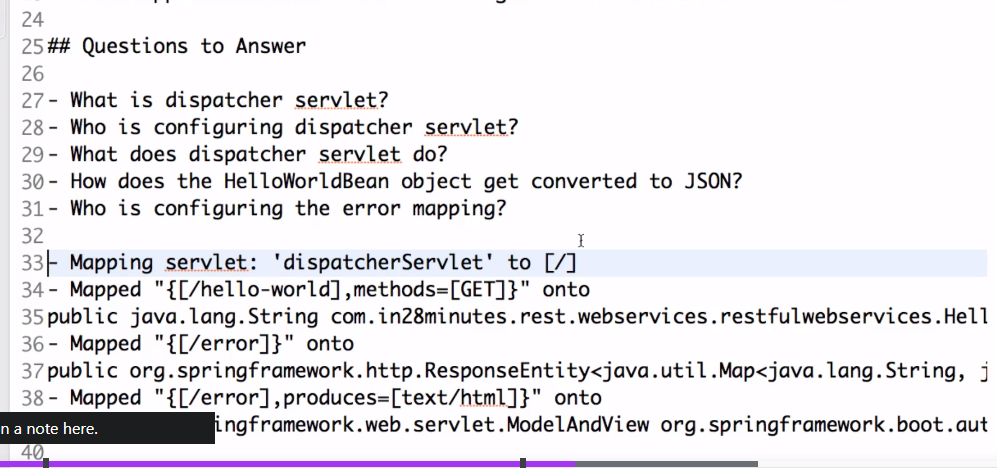 24
25 ## Questions to Answer
26
27 - What is dispatcher servlet?
28 - Who is configuring dispatcher servlet?
29 - What does dispatcher servlet do?
30 - How does the HelloWorldBean object get converted to JSON?
31 - Who is configuring the error mapping?
32
33 - Mapping servlet: 'dispatcherServlet' to [/]
34 - Mapped "{[/hello-world],methods=[GET]}" onto
35 public java.lang.String com.in28minutes.rest.webservices.restfulwebservices.Hell
36 - Mapped "{[/error]}" onto
37 public org.springframework.http.ResponseEntity<java.util.Map<java.lang.String, j
38 - Mapped "{[/error],produces=[text/html]}" onto
n a note here. ingframework.web.servlet.ModelAndView org.springframework.boot.aut
40